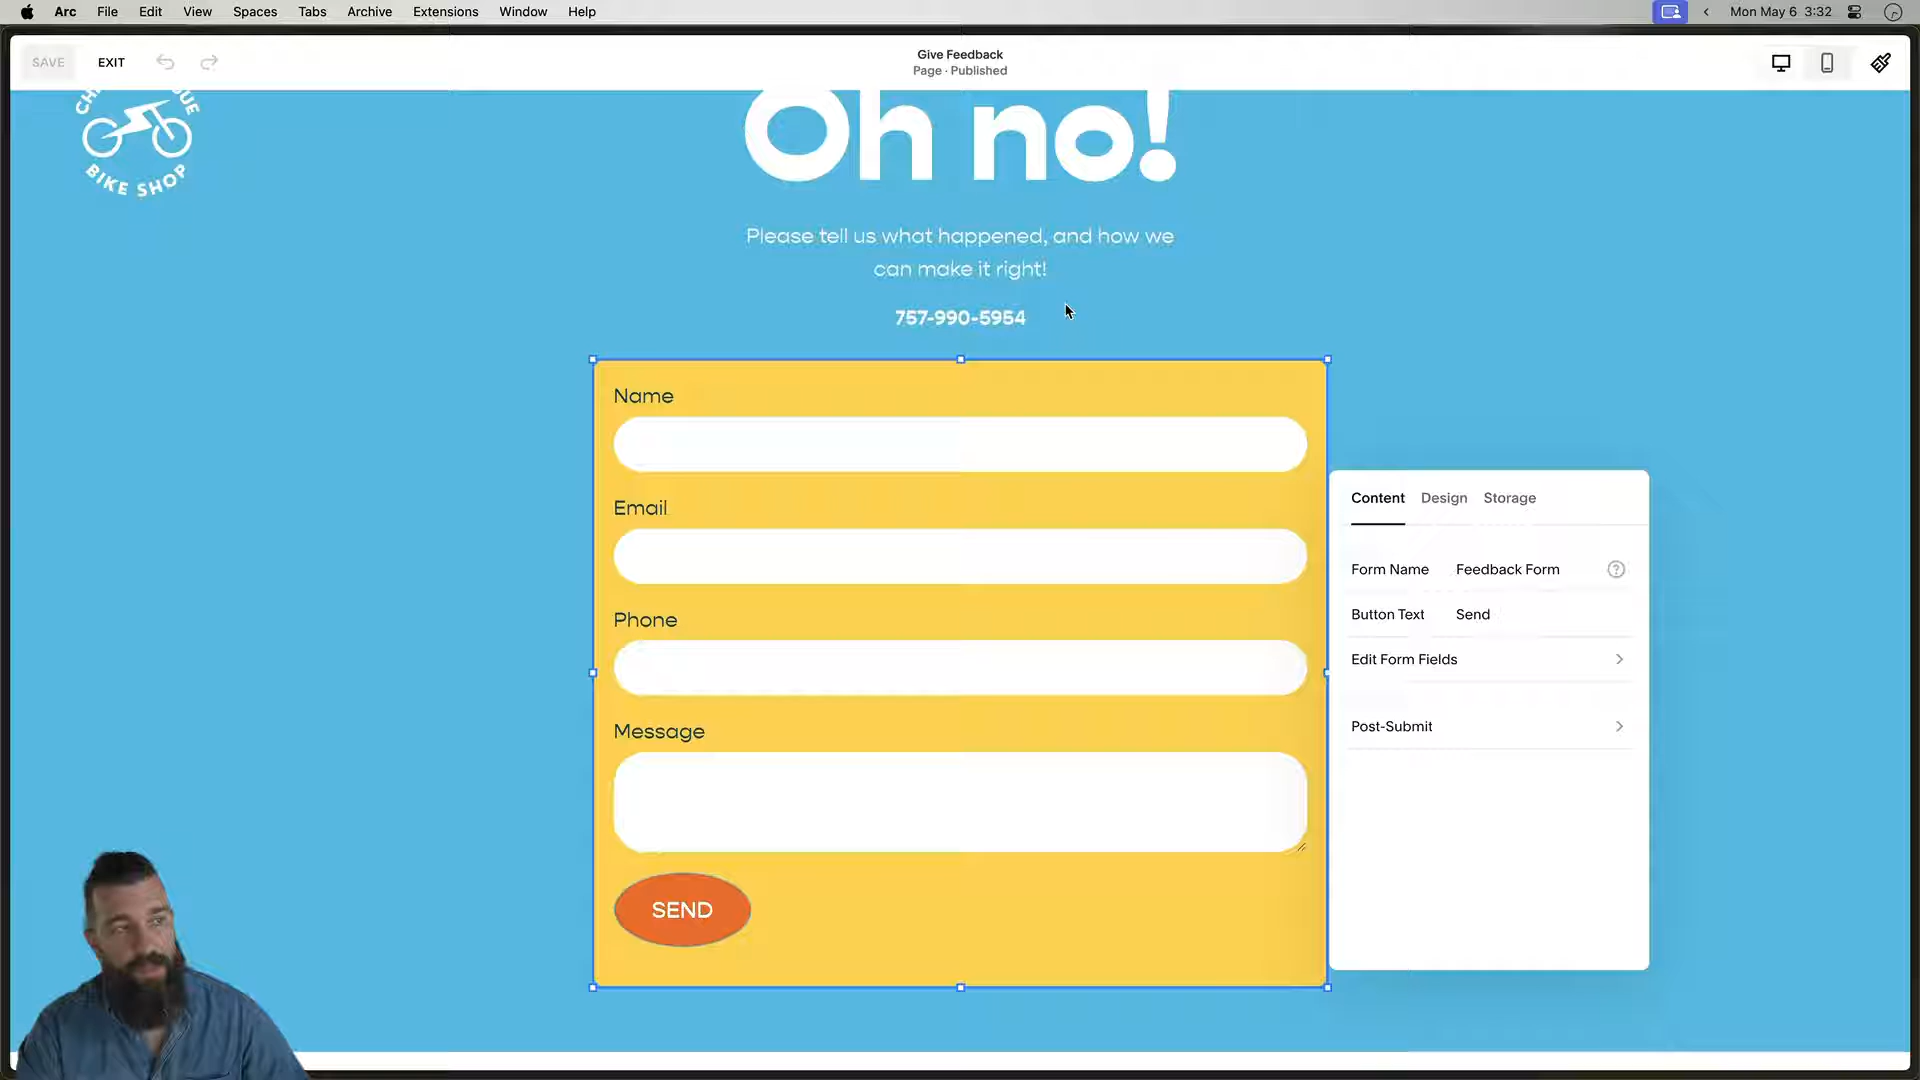 Arc File Edit View Spaces Tabs Archive Extensions Window Help
Mon May 6 3:32
SAVE EXIT
Give Feedback
Page · Published
BIKE SHOP
Oh no!
Please tell us what happened, and how we
can make it right!
757-990-5954
Name
Email
Phone
Message
SEND
Content Design Storage
Form Name Feedback Form
Button Text Send
Edit Form Fields
Post-Submit